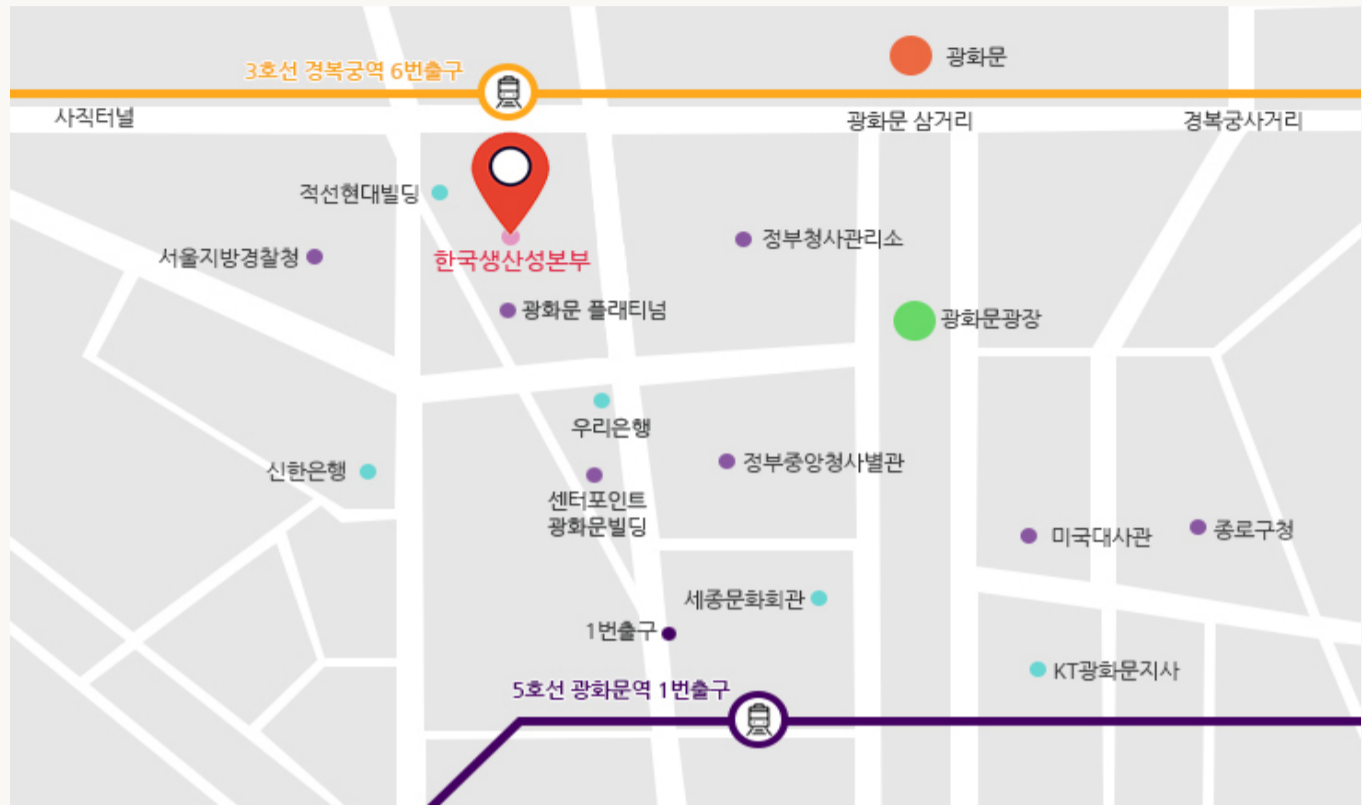 광화문
3호선 경복궁역 6번출구
사직터널
광화문 삼거리
경복궁사거리
적선현대빌딩
서울지방경찰청
한국생산성본부
정부청사관리소
광화문 플래티넘
광화문광장
우리은행
신한은행
정부중앙청사별관
센터포인트
광화문빌딩
미국대사관
종로구청
세종문화회관
1번출구
KT광화문지사
5호선 광화문역 1번출구